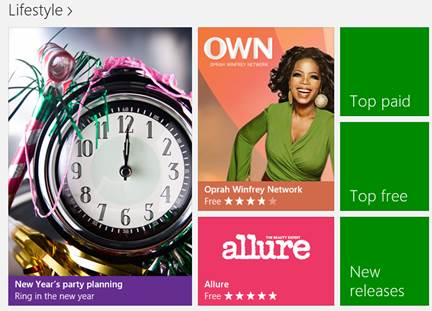 Lifestyle >
OWN
OPRAH WINFREY NETWORK
12
1
2
3
4
5
6
7
8
9
10
11
New Year's party planning
Ring in the new year
Oprah Winfrey Network
Free
THE BEAUTY EXPERT
allure
Allure
Free
Top paid
Top free
New
releases